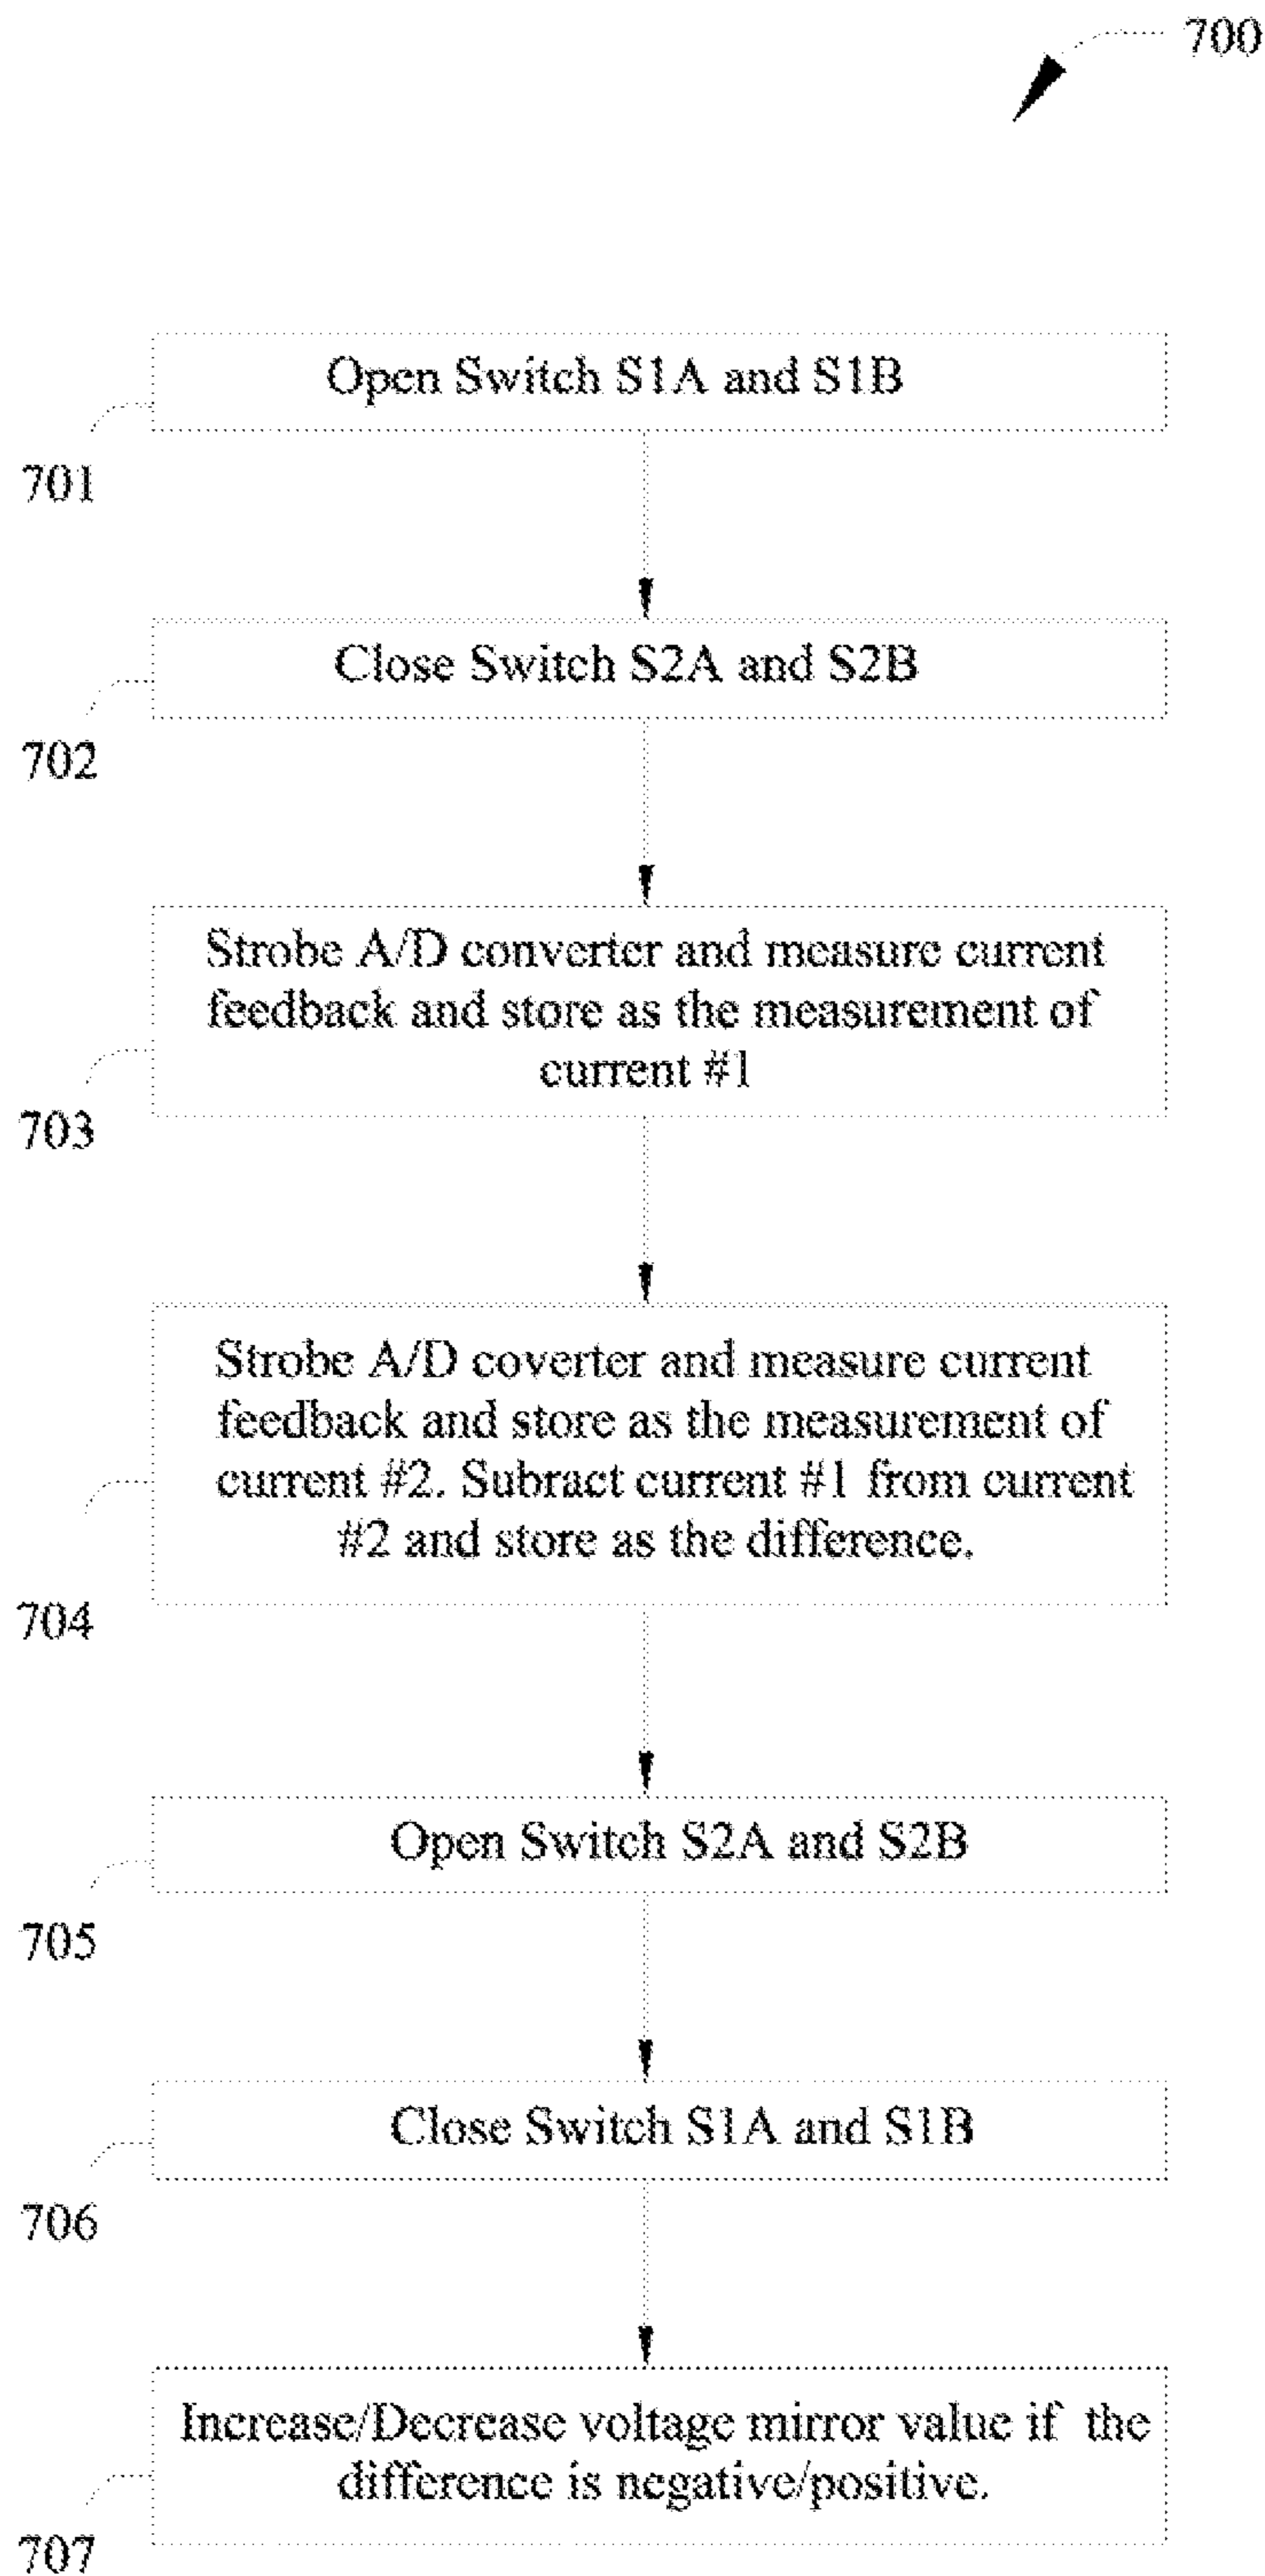 700
Open Switch S1A and S1B
701
Close Switch S2A and S2B
702
Strobe A/D converter and measure current
feedback and store as the measurement of
current #1
703
Strobe A/D coverter and measure current
feedback and store as the measurement of
current #2. Subract current #1 from current
#2 and store as the difference.
704
Open Switch S2A and S2B
705
Close Switch S1A and S1B
706
Increase/Decrease voltage mirror value if the
difference is negative/positive.
707